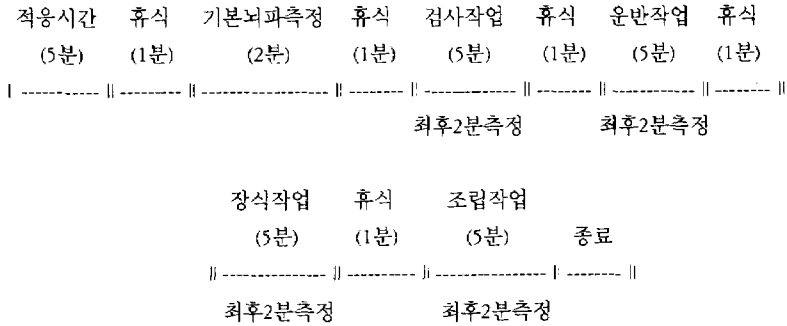 적응시간 휴식 기본뇌파측정 휴식 검사작업 휴식 운반작업 휴식
(5분) (1분) (2분) (1분) (5분) (1분) (5분) (1분)
최후2분측정 최후2분측정
장식작업 휴식 조립작업
(5분) (1분) (5분) 종료
최후2분측정 최후2분측정